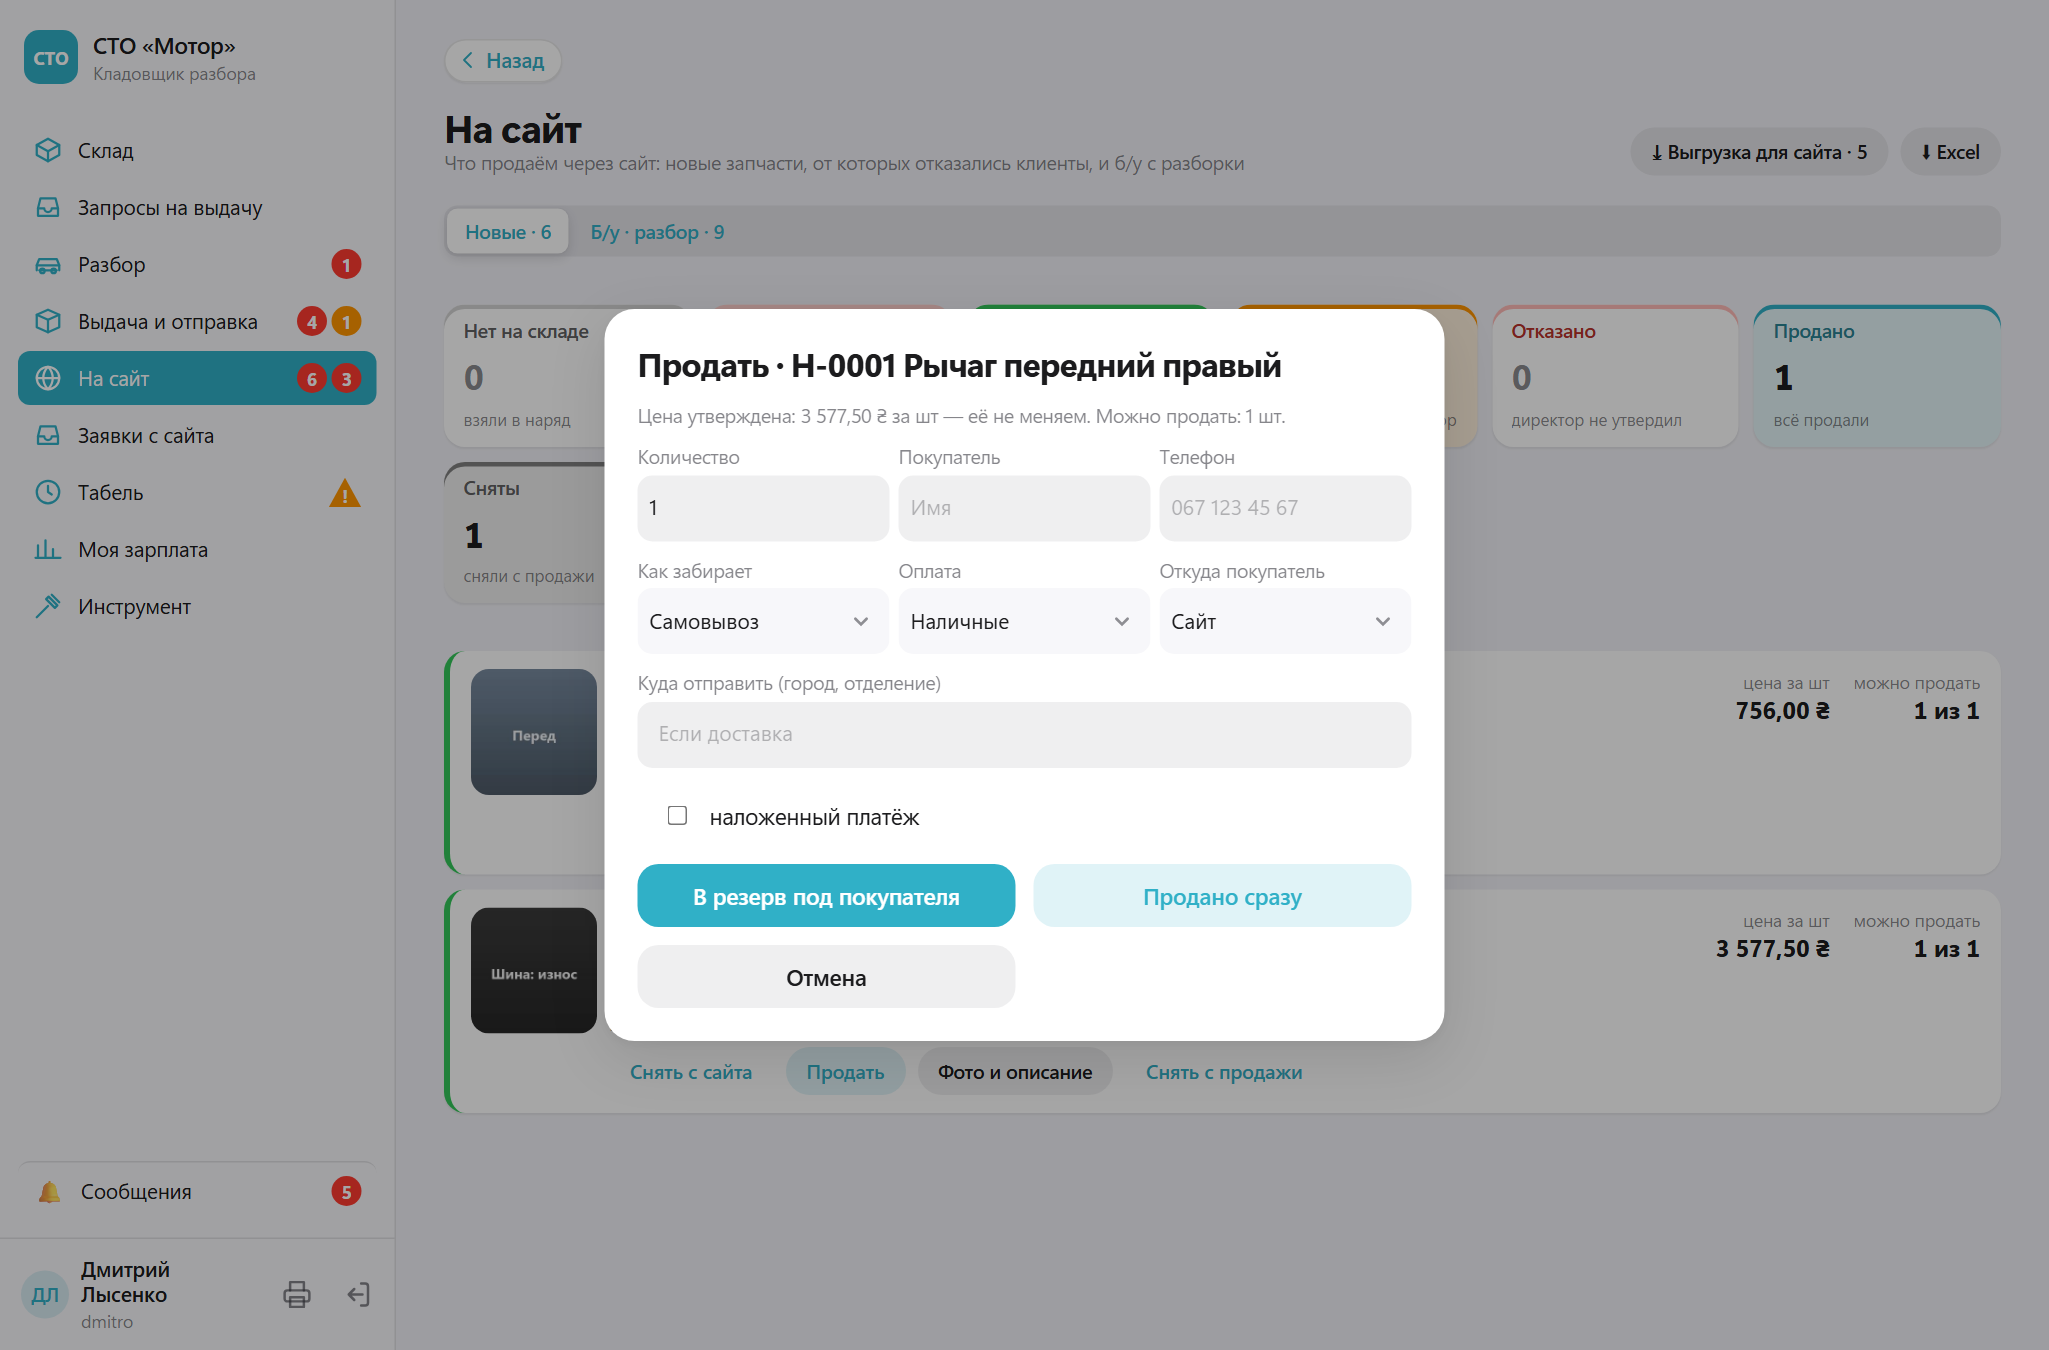 СТО
СТО «Мотор»
Кладовщик разбора
Склад
Запросы на выдачу
Разбор 1
Выдача и отправка 4 1
На сайт 6 3
Заявки с сайта
Табель
Моя зарплата
Инструмент
Сообщения 5
ДЛ
Дмитрий
Лысенко
dmitro
Назад
На сайт
Что продаём через сайт: новые запчасти, от которых отказались клиенты, и б/у с разборки
Выгрузка для сайта · 5
Excel
Новые · 6
Б/у · разбор · 9
Нет на складе
0
взяли в наряд
Отказано
0
директор не утвердил
Продано
1
всё продали
Сняты
1
сняли с продажи
Продать · Н-0001 Рычаг передний правый
Цена утверждена: 3 577,50 ₴ за шт — её не меняем. Можно продать: 1 шт.
Количество
1
Покупатель
Имя
Телефон
067 123 45 67
Как забирает
Самовывоз
Оплата
Наличные
Откуда покупатель
Сайт
Куда отправить (город, отделение)
Если доставка
наложенный платёж
В резерв под покупателя
Продано сразу
Отмена
Перед
цена за шт
756,00 ₴
можно продать
1 из 1
Шина: износ
цена за шт
3 577,50 ₴
можно продать
1 из 1
Снять с сайта
Продать
Фото и описание
Снять с продажи